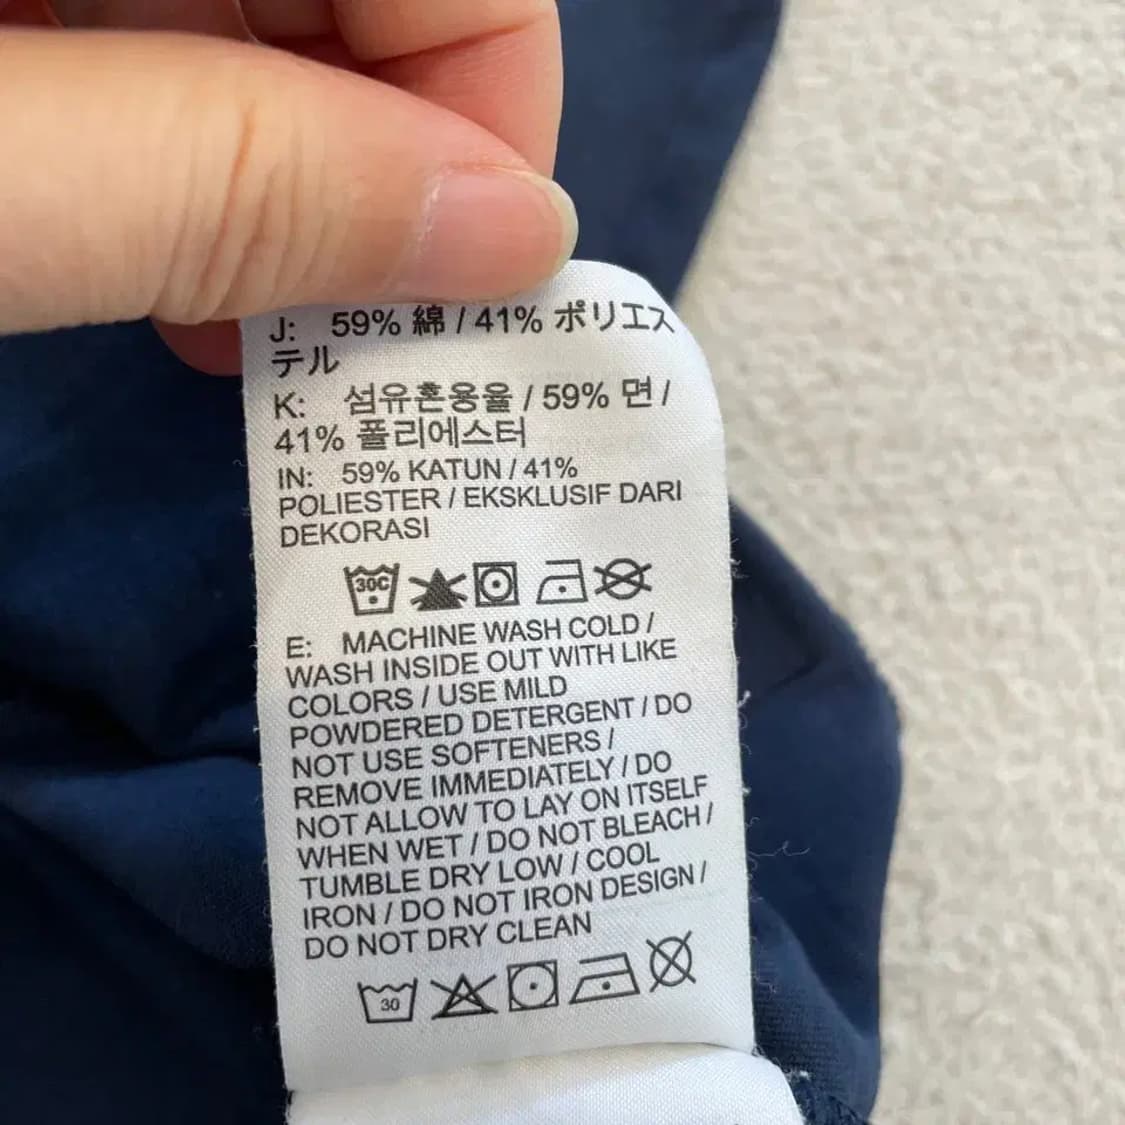 J: 59% 綿 / 41% ポリエス
テル
K: 섬유혼용율 / 59% 면 /
41% 폴리에스터
IN: 59% KATUN / 41%
POLIESTER / EKSKLUSIF DARI
DEKORASI
30C
E: MACHINE WASH COLD /
WASH INSIDE OUT WITH LIKE
COLORS / USE MILD
POWDERED DETERGENT / DO
NOT USE SOFTENERS /
REMOVE IMMEDIATELY / DO
NOT ALLOW TO LAY ON ITSELF
WHEN WET / DO NOT BLEACH /
TUMBLE DRY LOW / COOL
IRON / DO NOT IRON DESIGN /
DO NOT DRY CLEAN
30